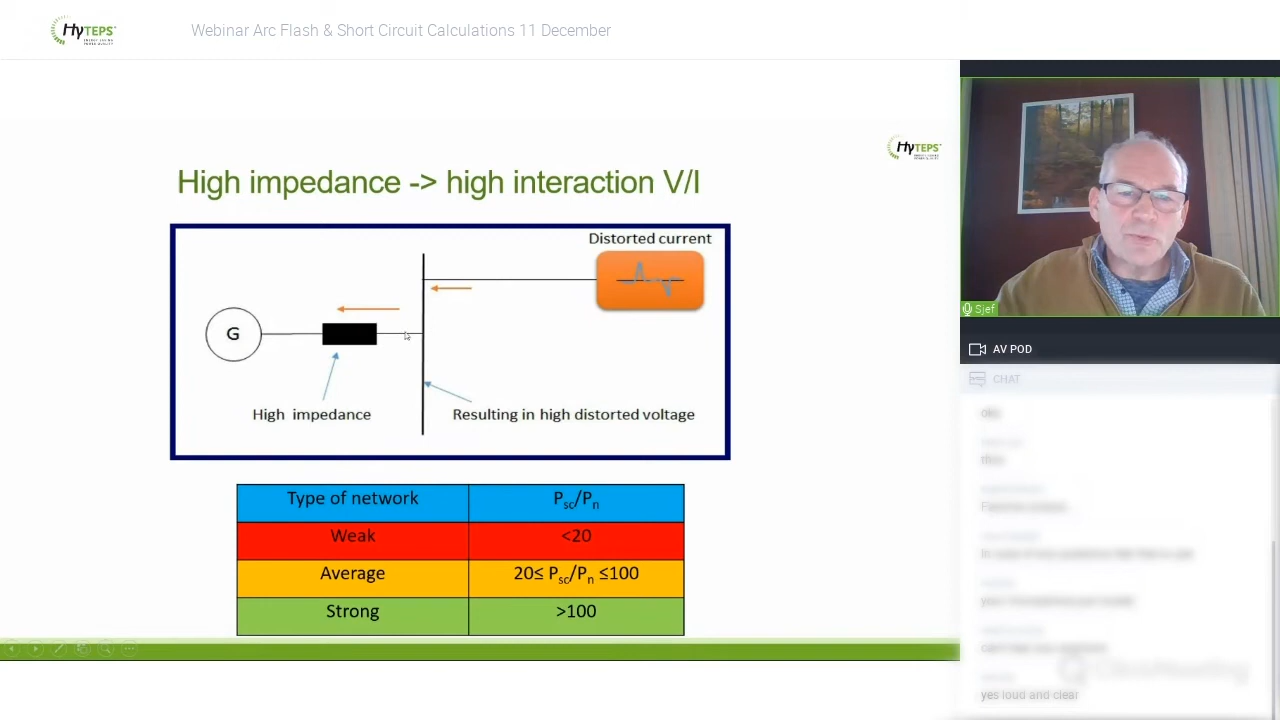 HyTEPS
Webinar Arc Flash & Short Circuit Calculations 11 December
HyTEPS
High impedance -> high interaction V/I
Distorted current
G
High impedance
Resulting in high distorted voltage
Type of network Psc/Pn
Weak <20
Average 20≤ Psc/Pn ≤100
Strong >100
Sjef
AV POD
CHAT
yes loud and clear